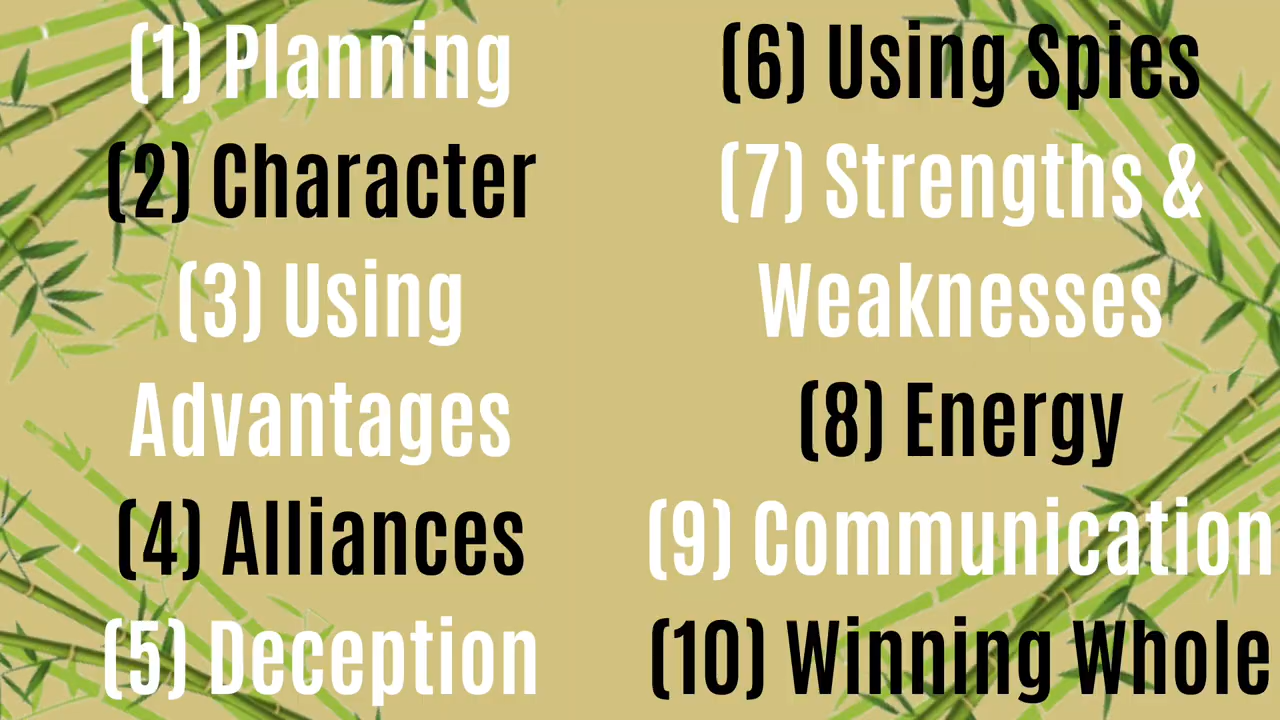 (1) Planning
(2) Character
(3) Using
Advantages
(4) Alliances
(5) Deception
(6) Using Spies
(7) Strengths &
Weaknesses
(8) Energy
(9) Communication
(10) Winning Whole